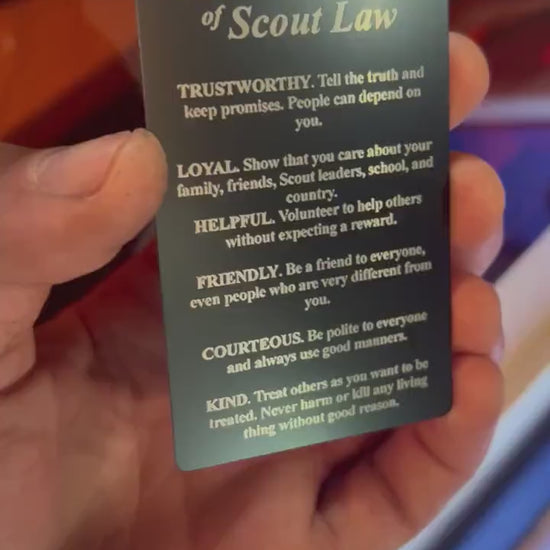 of Scout Law
TRUSTWORTHY. Tell the truth and
keep promises. People can depend on
you.
LOYAL. Show that you care about your
family, friends, Scout leaders, school, and
country.
HELPFUL. Volunteer to help others
without expecting a reward.
FRIENDLY. Be a friend to everyone,
even people who are very different from
you.
COURTEOUS. Be polite to everyone
and always use good manners.
KIND. Treat others as you want to be
treated. Never harm or kill any living
thing without good reason.